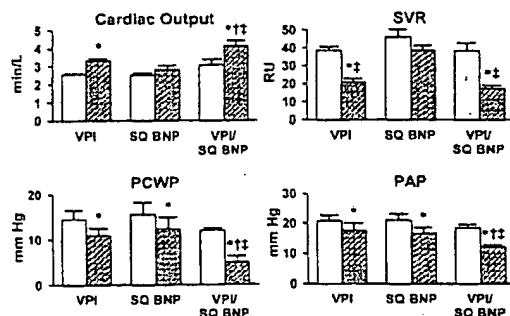 Cardiac Output
min/L
5
4
3
2
1
0
*
*†‡
VPI
SQ BNP
VPI/
SQ BNP
SVR
RU
50
40
30
20
10
0
*‡
*‡
VPI
SQ BNP
VPI/
SQ BNP
PCWP
mm Hg
20
10
0
*
*
*†‡
VPI
SQ BNP
VPI/
SQ BNP
PAP
mm Hg
30
20
10
0
*
*
*†‡
VPI
SQ BNP
VPI/
SQ BNP